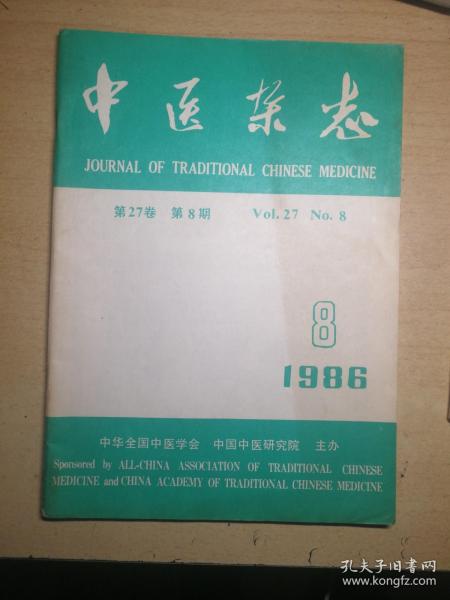 中医杂志
JOURNAL OF TRADITIONAL CHINESE MEDICINE
第27卷 第8期 Vol. 27 No. 8
8
1986
中华全国中医学会 中国中医研究院 主办
Sponsored by ALL-CHINA ASSOCIATION OF TRADITIONAL CHINESE
MEDICINE and CHINA ACADEMY OF TRADITIONAL CHINESE MEDICINE
孔夫子旧书网
www.kongfz.com